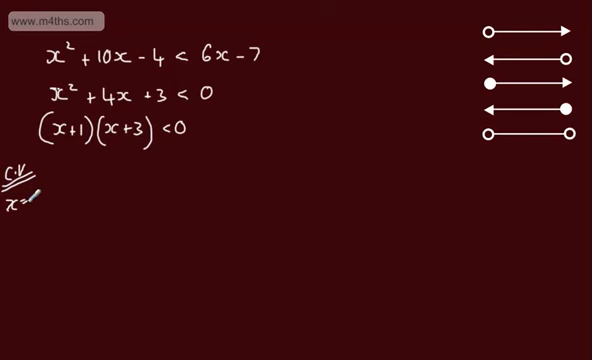 www.m4ths.com
x² + 10x - 4 < 6x - 7
x² + 4x + 3 < 0
(x+1)(x+3) < 0
C.V
x=